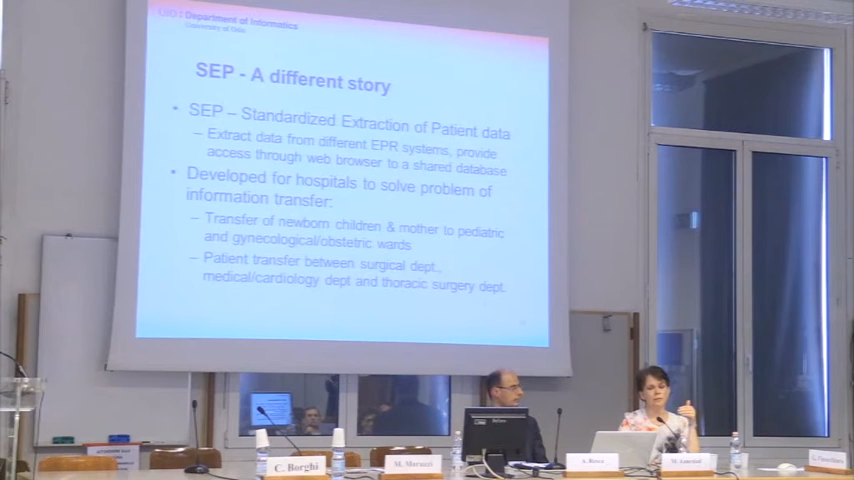 Department of Informatics
University of Oslo
SEP - A different story
• SEP – Standardized Extraction of Patient data
– Extract data from different EPR systems, provide
access through web browser to a shared database
• Developed for hospitals to solve problem of
information transfer:
– Transfer of newborn children & mother to pediatric
and gynecological/obstetric wards
– Patient transfer between surgical dept.,
medical/cardiology dept and thoracic surgery dept.
C. Borghi